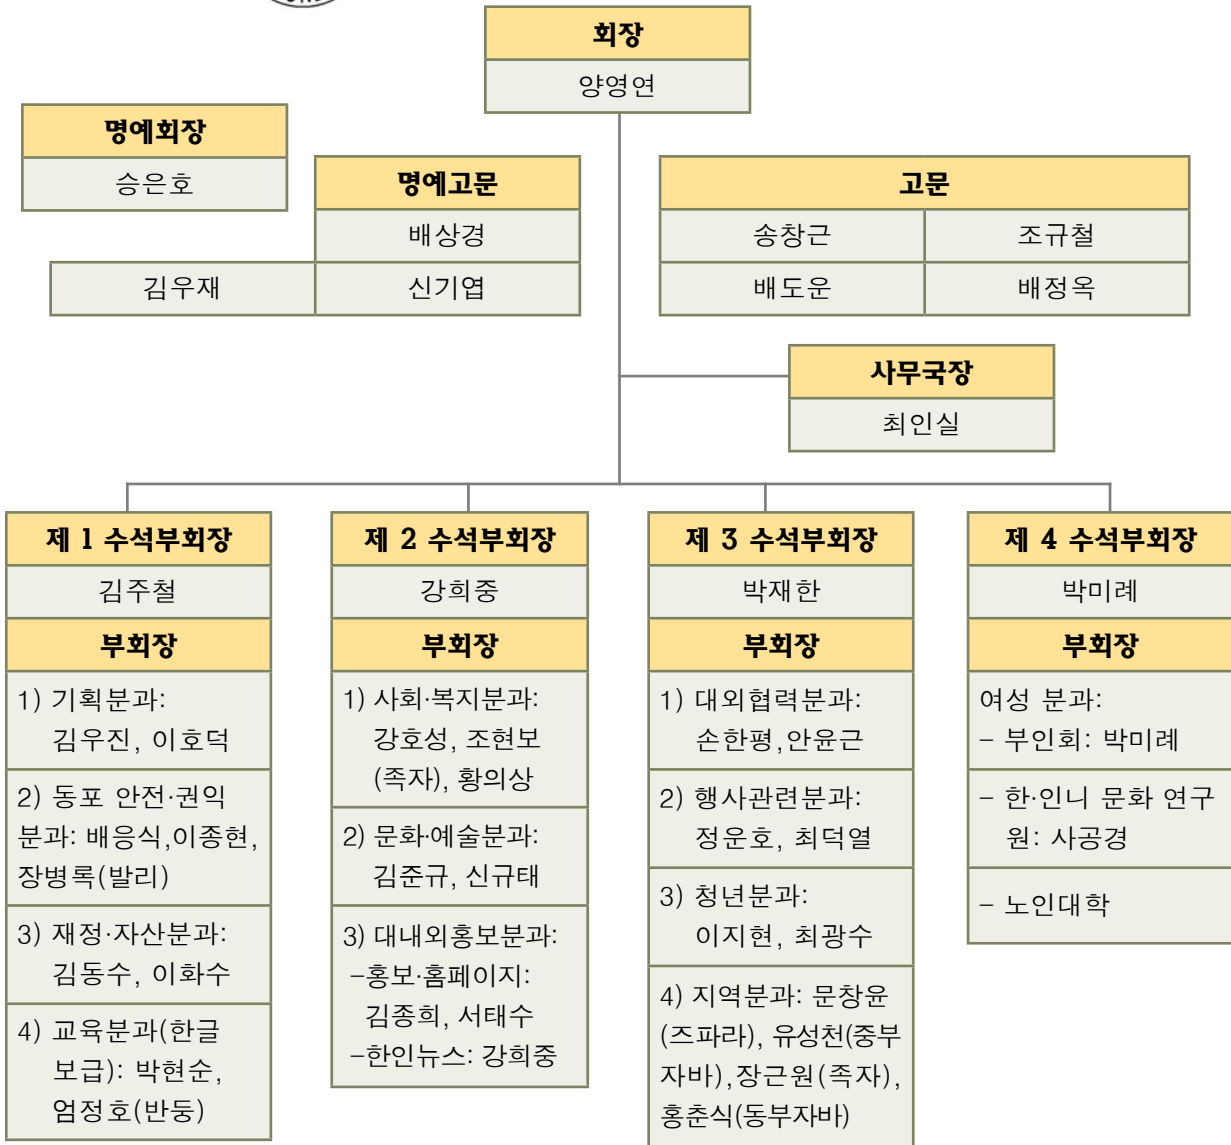 회장
양영연
명예회장
승은호
명예고문
배상경
김우재 신기엽
고문
송창근 조규철
배도운 배정옥
사무국장
최인실
제 1 수석부회장
김주철
부회장
1) 기획분과:
김우진, 이호덕
2) 동포 안전·권익
분과: 배응식,이종현,
장병록(발리)
3) 재정·자산분과:
김동수, 이화수
4) 교육분과(한글
보급): 박현순,
엄정호(반둥)
제 2 수석부회장
강희중
부회장
1) 사회·복지분과:
강호성, 조현보
(족자), 황의상
2) 문화·예술분과:
김준규, 신규태
3) 대내외홍보분과:
-홍보·홈페이지:
김종희, 서태수
-한인뉴스: 강희중
제 3 수석부회장
박재한
부회장
1) 대외협력분과:
손한평,안윤근
2) 행사관련분과:
정운호, 최덕열
3) 청년분과:
이지현, 최광수
4) 지역분과: 문창윤
(즈파라), 유성천(중부
자바),장근원(족자),
홍춘식(동부자바)
제 4 수석부회장
박미례
부회장
여성 분과:
- 부인회: 박미례
- 한·인니 문화 연구
원: 사공경
- 노인대학